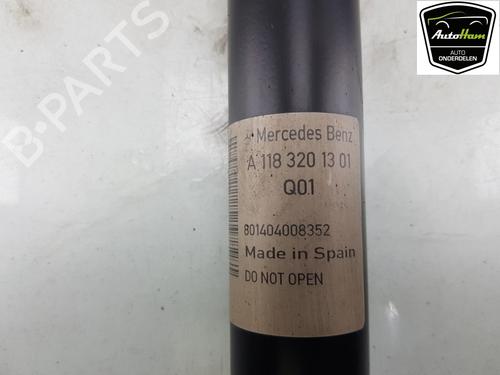 AutoHam
AUTO
ONDERDELEN
B-PARTS
Mercedes Benz
A 118 320 13 01
Q01
801404008352
Made in Spain
DO NOT OPEN